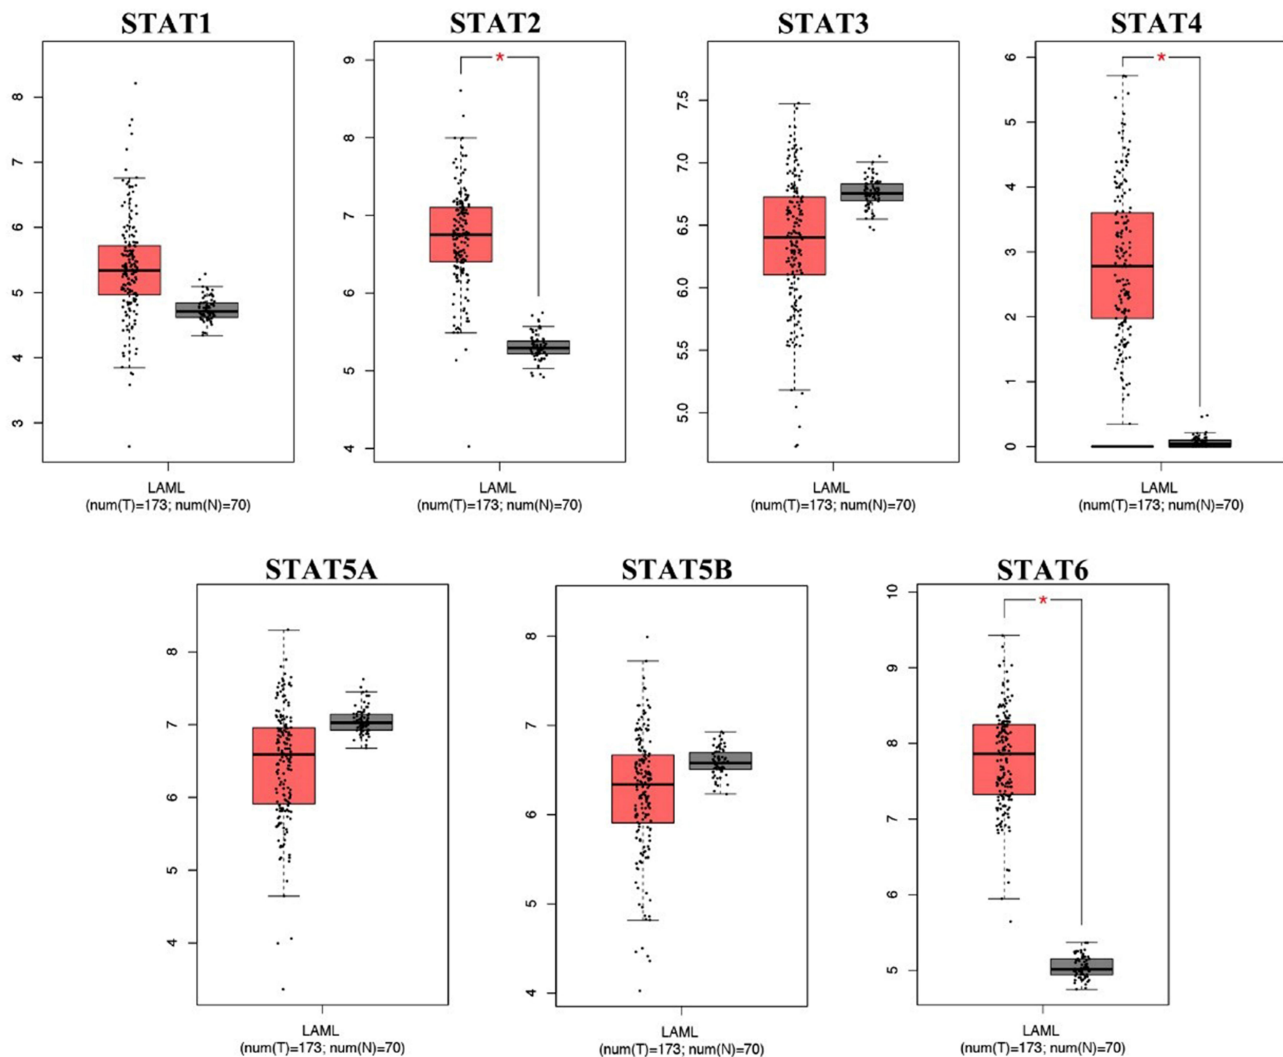 STAT1
STAT2
STAT3
STAT4
8
7
6
5
4
3
9
8
7
6
5
4
7.5
7.0
6.5
6.0
5.5
5.0
6
5
4
3
2
1
0
*
*
LAML
(num(T)=173; num(N)=70)
LAML
(num(T)=173; num(N)=70)
LAML
(num(T)=173; num(N)=70)
LAML
(num(T)=173; num(N)=70)
STAT5A
STAT5B
STAT6
8
7
6
5
4
8
7
6
5
4
10
9
8
7
6
5
*
LAML
(num(T)=173; num(N)=70)
LAML
(num(T)=173; num(N)=70)
LAML
(num(T)=173; num(N)=70)